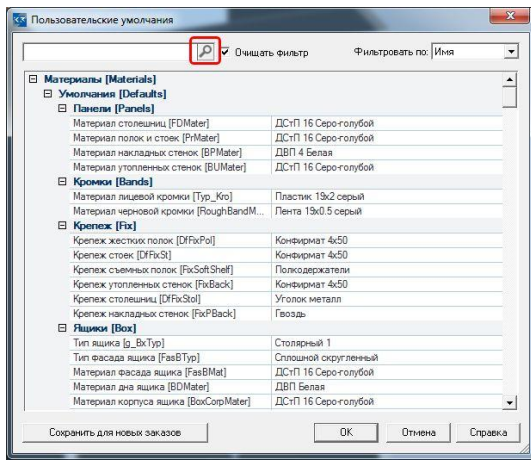 Пользовательские умолчания
Очищать фильтр
Фильтровать по: Имя
Материалы [Materials]
Умолчания [Defaults]
Панели [Panels]
Материал столешниц [FDMater] ДСтП 16 Серо-голубой
Материал полок и стоек [PrMater] ДСтП 16 Серо-голубой
Материал накладных стенок [BPMater] ДВП 4 Белая
Материал утопленных стенок [BUMater] ДСтП 16 Серо-голубой
Кромки [Bands]
Материал лицевой кромки [Typ_Kro] Пластик 19x2 серый
Материал черновой кромки [RoughBandM... Лента 19x0.5 серый
Крепеж [Fix]
Крепеж жестких полок [DfFixPol] Конфирмат 4x50
Крепеж стоек [DfFixSt] Конфирмат 4x50
Крепеж съемных полок [FixSoftShelf] Полкодержатели
Крепеж утопленных стенок [FixBack] Конфирмат 4x50
Крепеж столешниц [DfFixStol] Уголок металл
Крепеж накладных стенок [FixPBack] Гвоздь
Ящики [Box]
Тип ящика [g_BxTyp] Столярный 1
Тип фасада ящика [FasBTyp] Сплошной скругленный
Материал фасада ящика [FasBMat] ДСтП 16 Серо-голубой
Материал дна ящика [BDMater] ДВП Белая
Материал корпуса ящика [BoxCorpMater] ДСтП 16 Серо-голубой
Сохранить для новых заказов
OK
Отмена
Справка